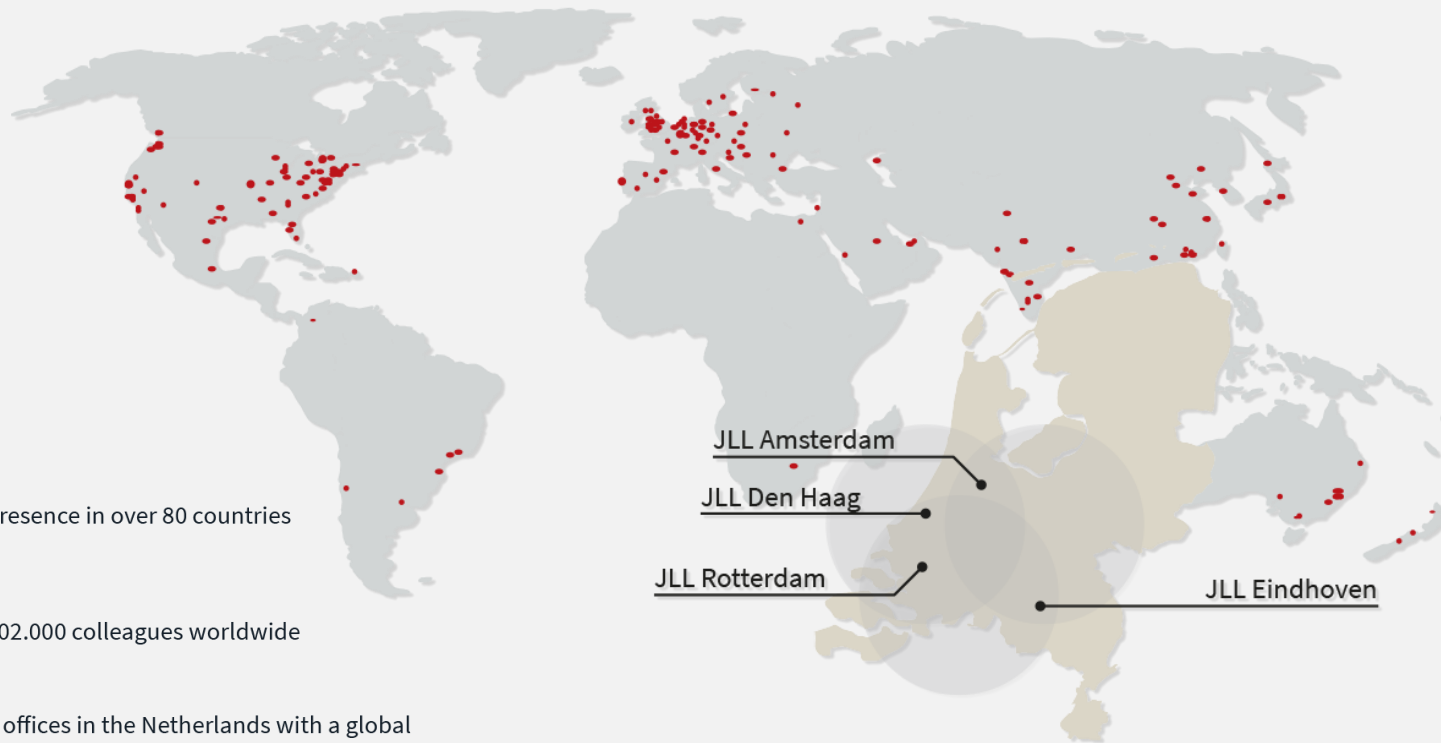 JLL Amsterdam
JLL Den Haag
resence in over 80 countries
JLL Rotterdam
JLL Eindhoven
02.000 colleagues worldwide
offices in the Netherlands with a global